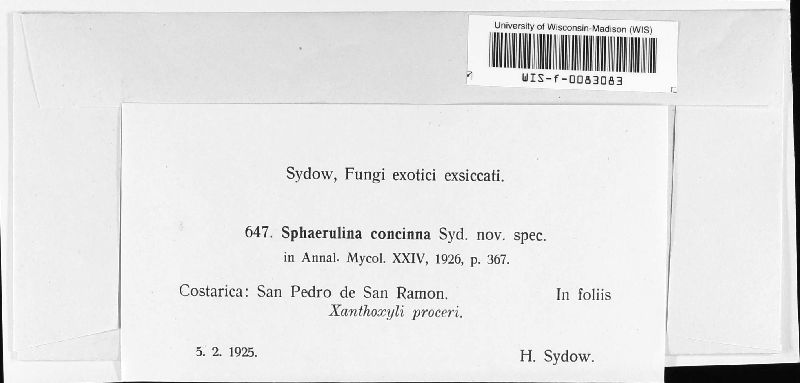 University of Wisconsin-Madison (WIS)
WIS-f-0083083
Sydow, Fungi exotici exsiccati.
647. Sphaerulina concinna Syd. nov. spec.
in Annal. Mycol. XXIV, 1926, p. 367.
Costarica: San Pedro de San Ramon. In foliis
Xanthoxyli proceri.
5. 2. 1925. H. Sydow.